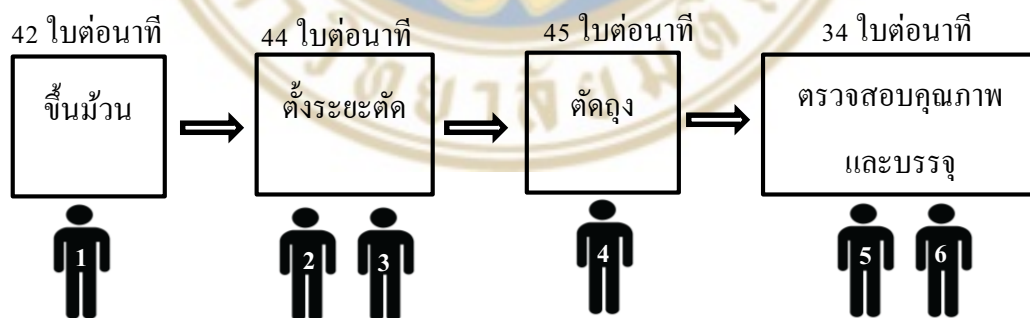 42 ใบต่อนาที
44 ใบต่อนาที
45 ใบต่อนาที
34 ใบต่อนาที
ขึ้นม้วน
ตั้งระยะตัด
ตัดถุง
ตรวจสอบคุณภาพ
และบรรจุ
1
2
3
4
5
6